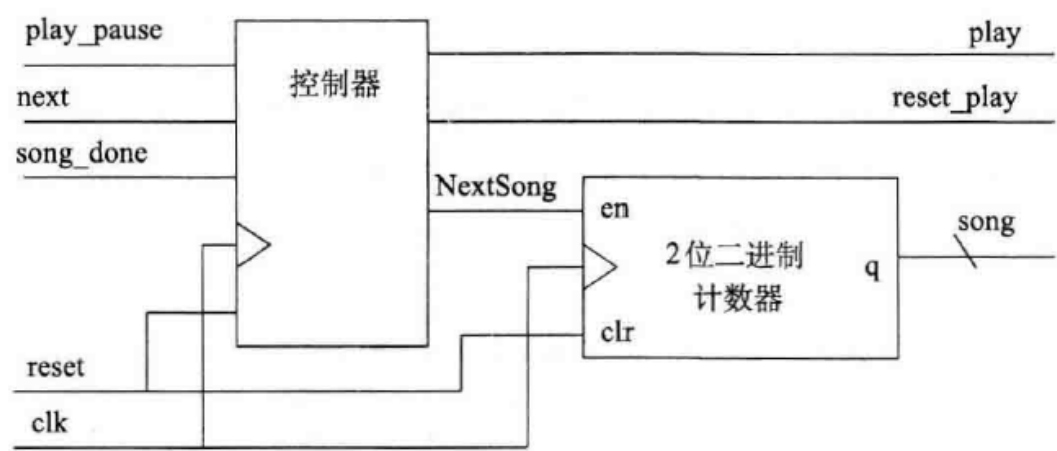 play_pause
next
song_done
reset
clk
控制器
NextSong
play
reset_play
en
clr
2位二进制
计数器
q
song